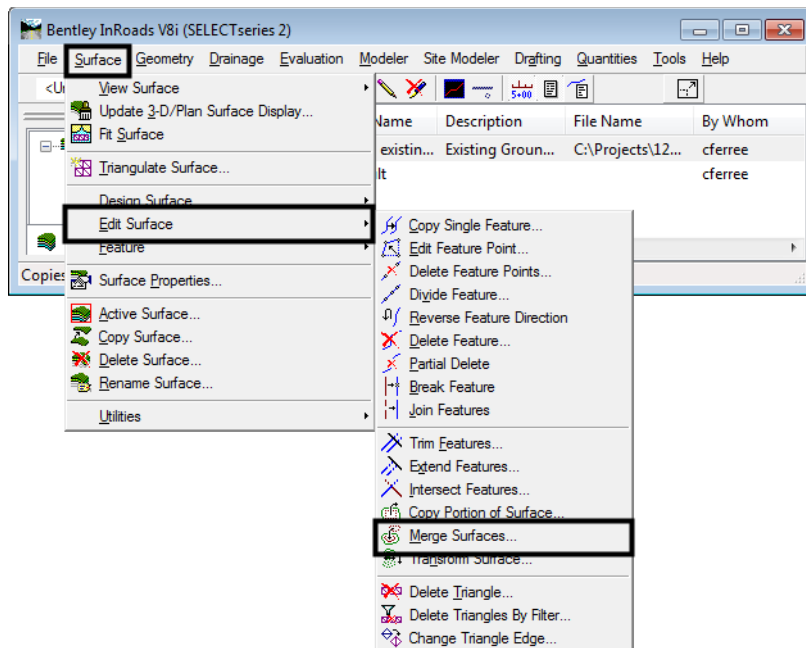 Bentley InRoads V8i (SELECTseries 2)
File Surface Geometry Drainage Evaluation Modeler Site Modeler Drafting Quantities Tools Help
<Un
5+00
Name Description File Name By Whom
existin... Existing Groun... C:\Projects\12... cferree
lt cferree
Copies
View Surface
Update 3-D/Plan Surface Display...
Fit Surface
Triangulate Surface...
Design Surface
Edit Surface
Feature
Surface Properties...
Active Surface...
Copy Surface...
Delete Surface...
Rename Surface...
Utilities
Copy Single Feature...
Edit Feature Point...
Delete Feature Points...
Divide Feature...
Reverse Feature Direction
Delete Feature...
Partial Delete
Break Feature
Join Features
Trim Features...
Extend Features...
Intersect Features...
Copy Portion of Surface...
Merge Surfaces...
Transform Surface...
Delete Triangle...
Delete Triangles By Filter...
Change Triangle Edge...